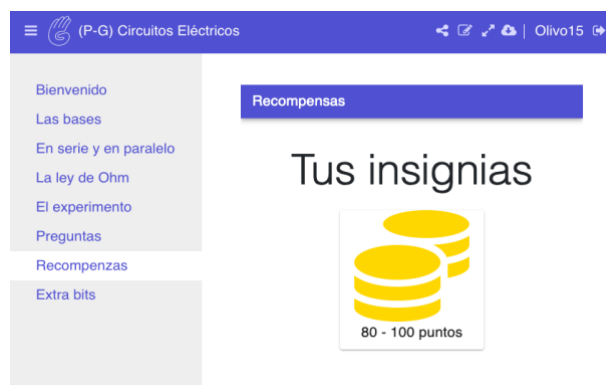 (P-G) Circuitos Eléctricos
| Olivo15
Bienvenido
Las bases
En serie y en paralelo
La ley de Ohm
El experimento
Preguntas
Recompenzas
Extra bits
Recompensas
Tus insignias
80 - 100 puntos